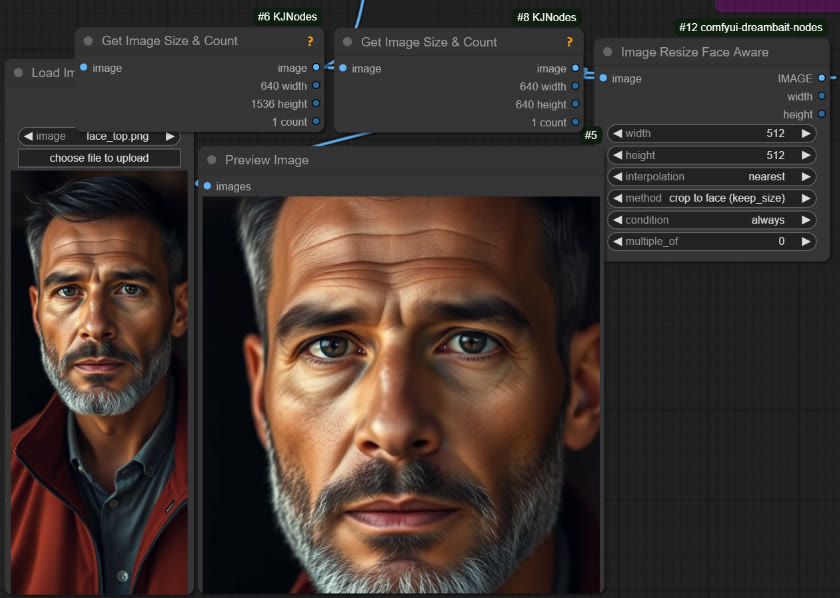 #6 KJNodes
Get Image Size & Count ?
image image
640 width
1536 height
1 count
#8 KJNodes
Get Image Size & Count ?
image image
640 width
640 height
1 count
#12 comfyui-dreambait-nodes
Image Resize Face Aware
image IMAGE
width
height
width 512
height 512
interpolation nearest
method crop to face (keep_size)
condition always
multiple_of 0
Load Im
image face_top.png
choose file to upload
#5
Preview Image
images